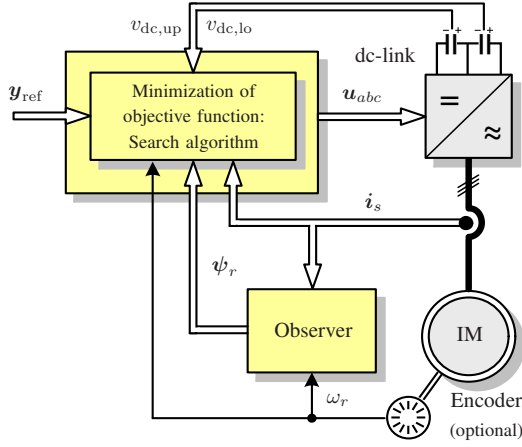 v_dc,up v_dc,lo
dc-link
y_ref
Minimization of
objective function:
Search algorithm
u_abc
=
≈
i_s
ψ_r
Observer
IM
ω_r
Encoder
(optional)